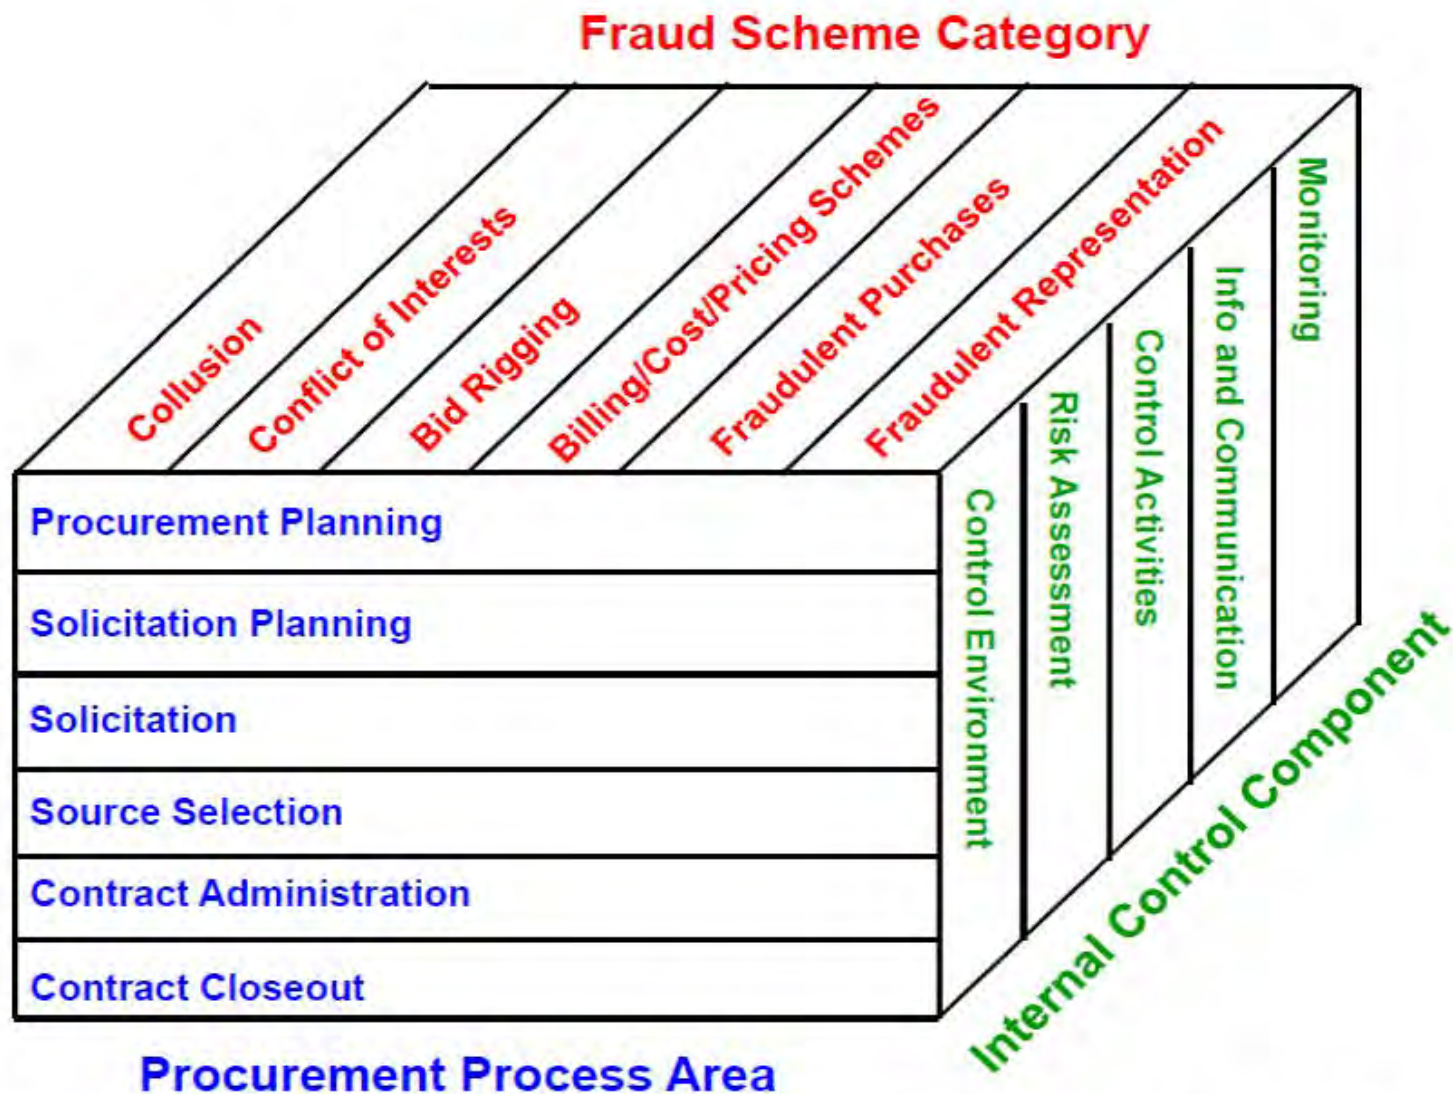 Fraud Scheme Category
Collusion
Conflict of Interests
Bid Rigging
Billing/Cost/Pricing Schemes
Fraudulent Purchases
Fraudulent Representation
Procurement Planning
Solicitation Planning
Solicitation
Source Selection
Contract Administration
Contract Closeout
Procurement Process Area
Control Environment
Risk Assessment
Control Activities
Info and Communication
Monitoring
Internal Control Component